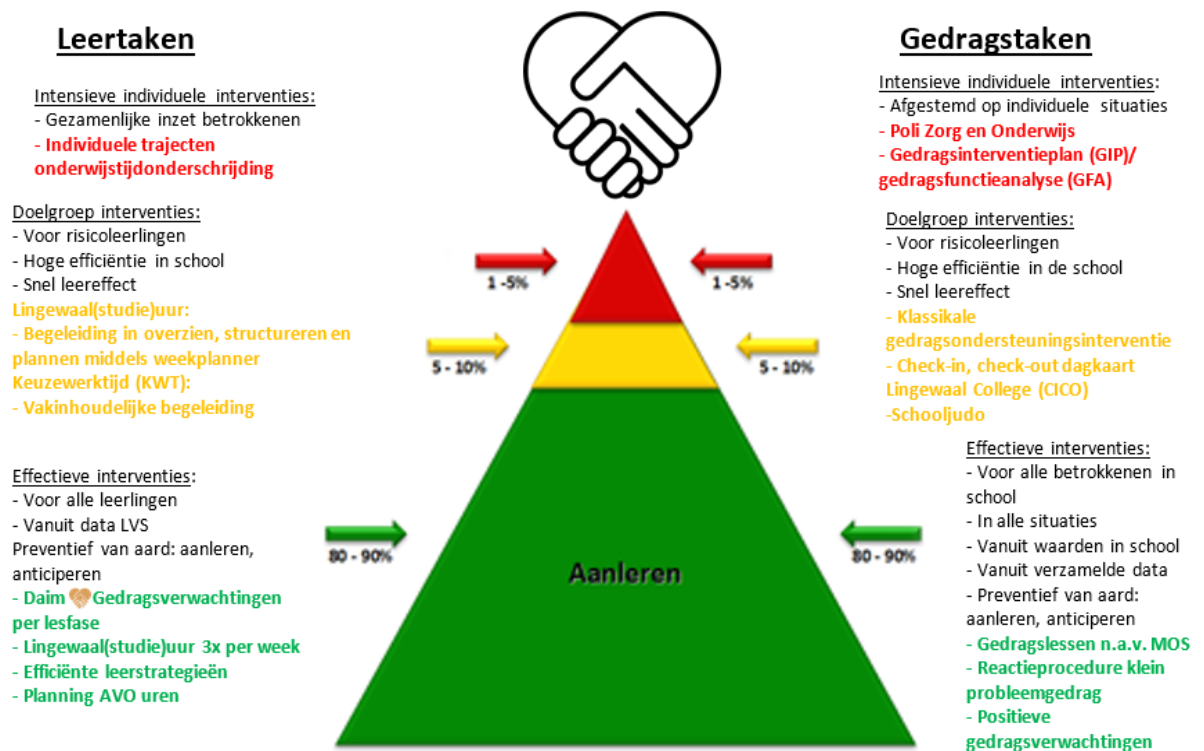 Leertaken
Intensieve individuele interventies:
- Gezamenlijke inzet betrokkenen
- Individuele trajecten
onderwijstijdonderschrijding
Doelgroep interventies:
- Voor risicoleerlingen
- Hoge efficiëntie in school
- Snel leereffect
Lingewaal(studie)uur:
- Begeleiding in overzien, structureren en
plannen middels weekplanner
Keuzewerktijd (KWT):
- Vakinhoudelijke begeleiding
Effectieve interventies:
- Voor alle leerlingen
- Vanuit data LVS
Preventief van aard: aanleren,
anticiperen
- Daim Gedragsverwachtingen
per lesfase
- Lingewaal(studie)uur 3x per week
- Efficiënte leerstrategieën
- Planning AVO uren
1 -5%
1 -5%
5 - 10%
5 - 10%
80 - 90%
80 - 90%
Aanleren
Gedragstaken
Intensieve individuele interventies:
- Afgestemd op individuele situaties
- Poli Zorg en Onderwijs
- Gedragsinterventieplan (GIP)/
gedragsfunctieanalyse (GFA)
Doelgroep interventies:
- Voor risicoleerlingen
- Hoge efficiëntie in de school
- Snel leereffect
- Klassikale
gedragsondersteuningsinterventie
- Check-in, check-out dagkaart
Lingewaal College (CICO)
-Schooljudo
Effectieve interventies:
- Voor alle betrokkenen in
school
- In alle situaties
- Vanuit waarden in school
- Vanuit verzamelde data
- Preventief van aard:
aanleren, anticiperen
- Gedragslessen n.a.v. MOS
- Reactieprocedure klein
probleemgedrag
- Positieve
gedragsverwachtingen